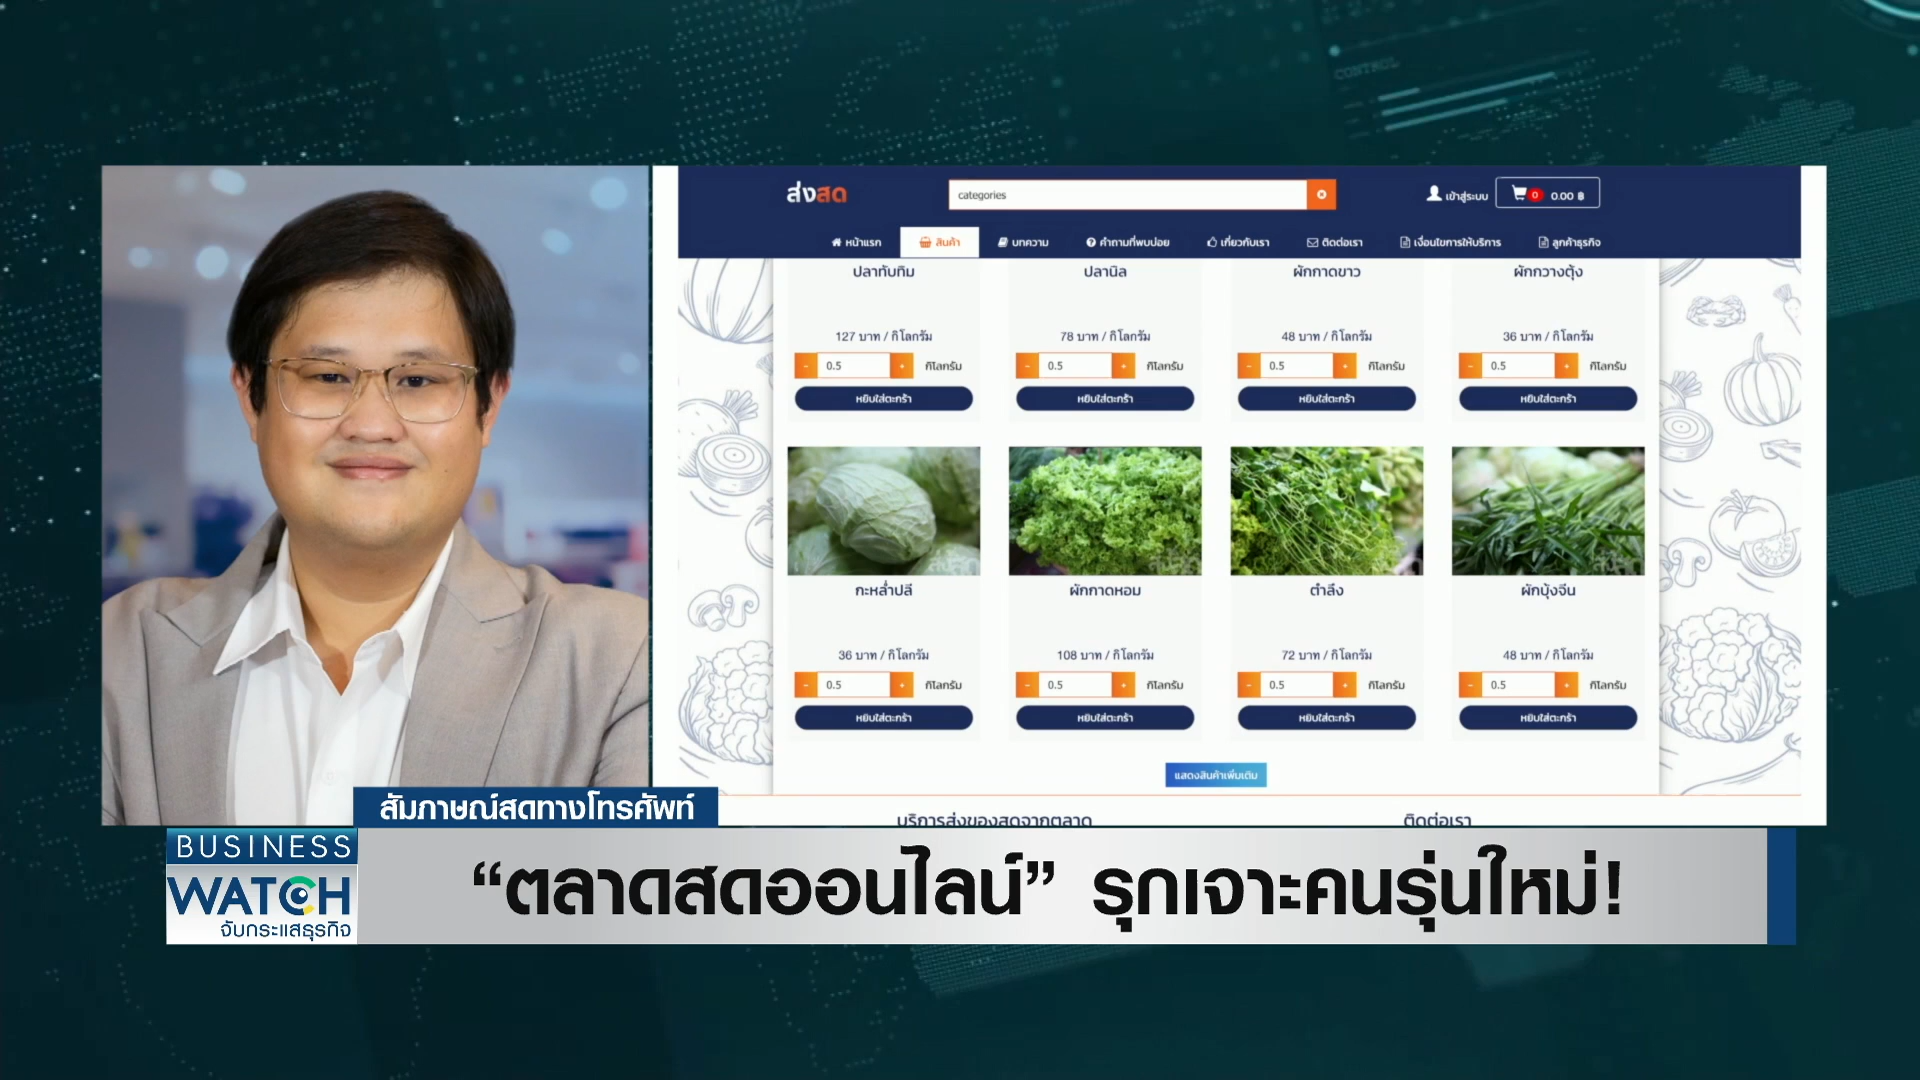 CONTROL
ส่งสด
categories
เข้าสู่ระบบ
0
0.00 ฿
หน้าแรก
สินค้า
บทความ
คำถามที่พบบ่อย
เกี่ยวกับเรา
ติดต่อเรา
เงื่อนไขการให้บริการ
ลูกค้าธุรกิจ
ปลาทับทิม
ปลานิล
ผักกาดขาว
ผักกวางตุ้ง
127 บาท / กิโลกรัม
78 บาท / กิโลกรัม
48 บาท / กิโลกรัม
36 บาท / กิโลกรัม
- 0.5 + กิโลกรัม
- 0.5 + กิโลกรัม
- 0.5 + กิโลกรัม
- 0.5 + กิโลกรัม
หยิบใส่ตะกร้า
หยิบใส่ตะกร้า
หยิบใส่ตะกร้า
หยิบใส่ตะกร้า
กะหล่ำปลี
ผักกาดหอม
ตำลึง
ผักบุ้งจีน
36 บาท / กิโลกรัม
108 บาท / กิโลกรัม
72 บาท / กิโลกรัม
48 บาท / กิโลกรัม
- 0.5 + กิโลกรัม
- 0.5 + กิโลกรัม
- 0.5 + กิโลกรัม
- 0.5 + กิโลกรัม
หยิบใส่ตะกร้า
หยิบใส่ตะกร้า
หยิบใส่ตะกร้า
หยิบใส่ตะกร้า
แสดงสินค้าเพิ่มเติม
บริการส่งของสดจากตลาด
ติดต่อเรา
สัมภาษณ์สดทางโทรศัพท์
BUSINESS
WATCH
จับกระแสธุรกิจ
“ตลาดสดออนไลน์” รุกเจาะคนรุ่นใหม่!